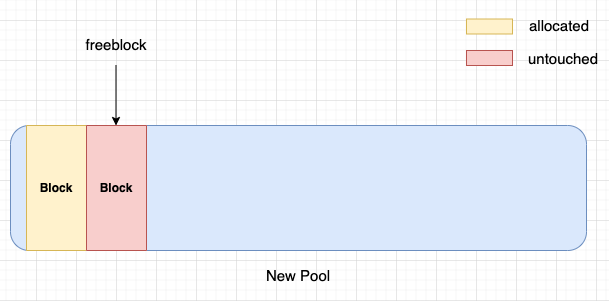 freeblock
allocated
untouched
Block
Block
New Pool